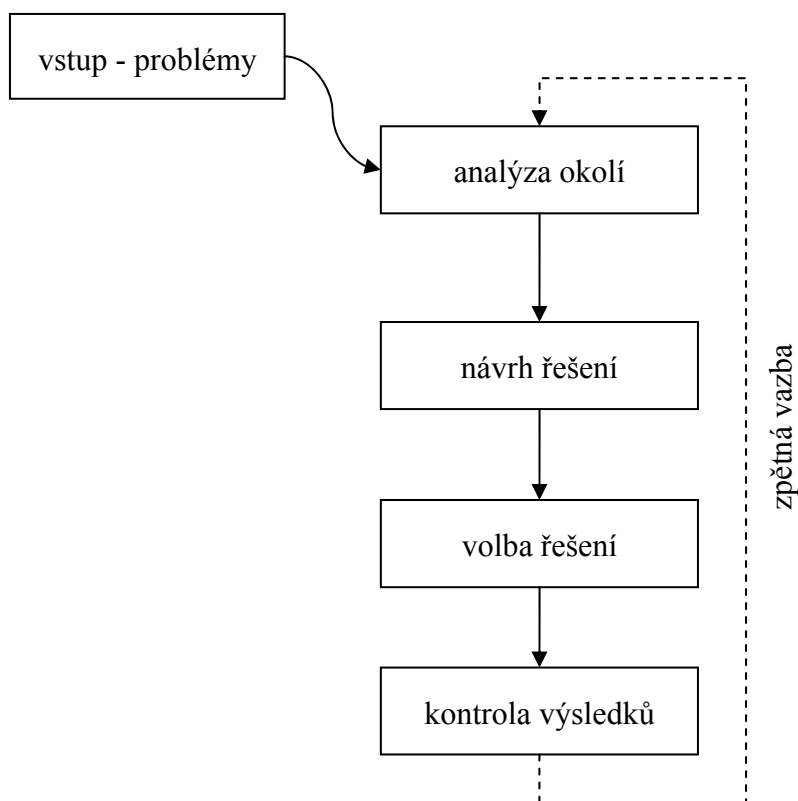 vstup - problémy
analýza okolí
návrh řešení
zpětná vazba
volba řešení
kontrola výsledků